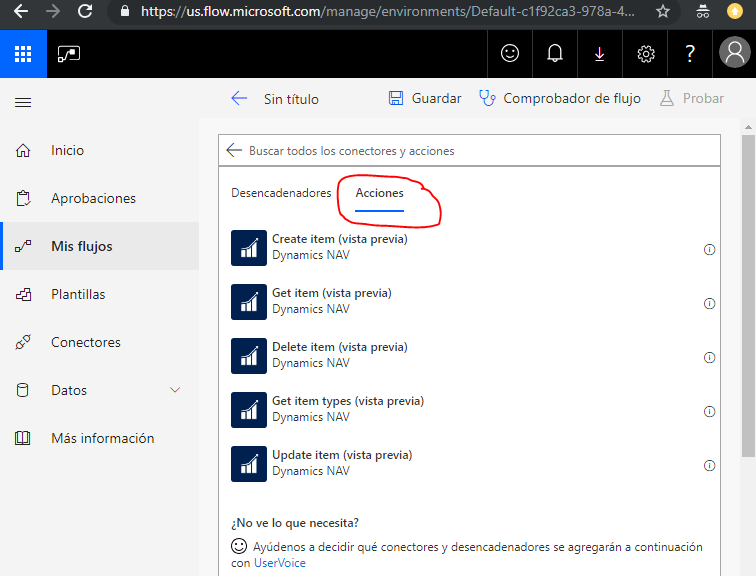 https://us.flow.microsoft.com/manage/environments/Default-c1f92ca3-978a-4...
?
Sin título
Guardar
Comprobador de flujo
Probar
Inicio
Aprobaciones
Mis flujos
Plantillas
Conectores
Datos
Más información
Buscar todos los conectores y acciones
Desencadenadores
Acciones
Create item (vista previa)
Dynamics NAV
Get item (vista previa)
Dynamics NAV
Delete item (vista previa)
Dynamics NAV
Get item types (vista previa)
Dynamics NAV
Update item (vista previa)
Dynamics NAV
¿No ve lo que necesita?
Ayúdenos a decidir qué conectores y desencadenadores se agregarán a continuación
con UserVoice